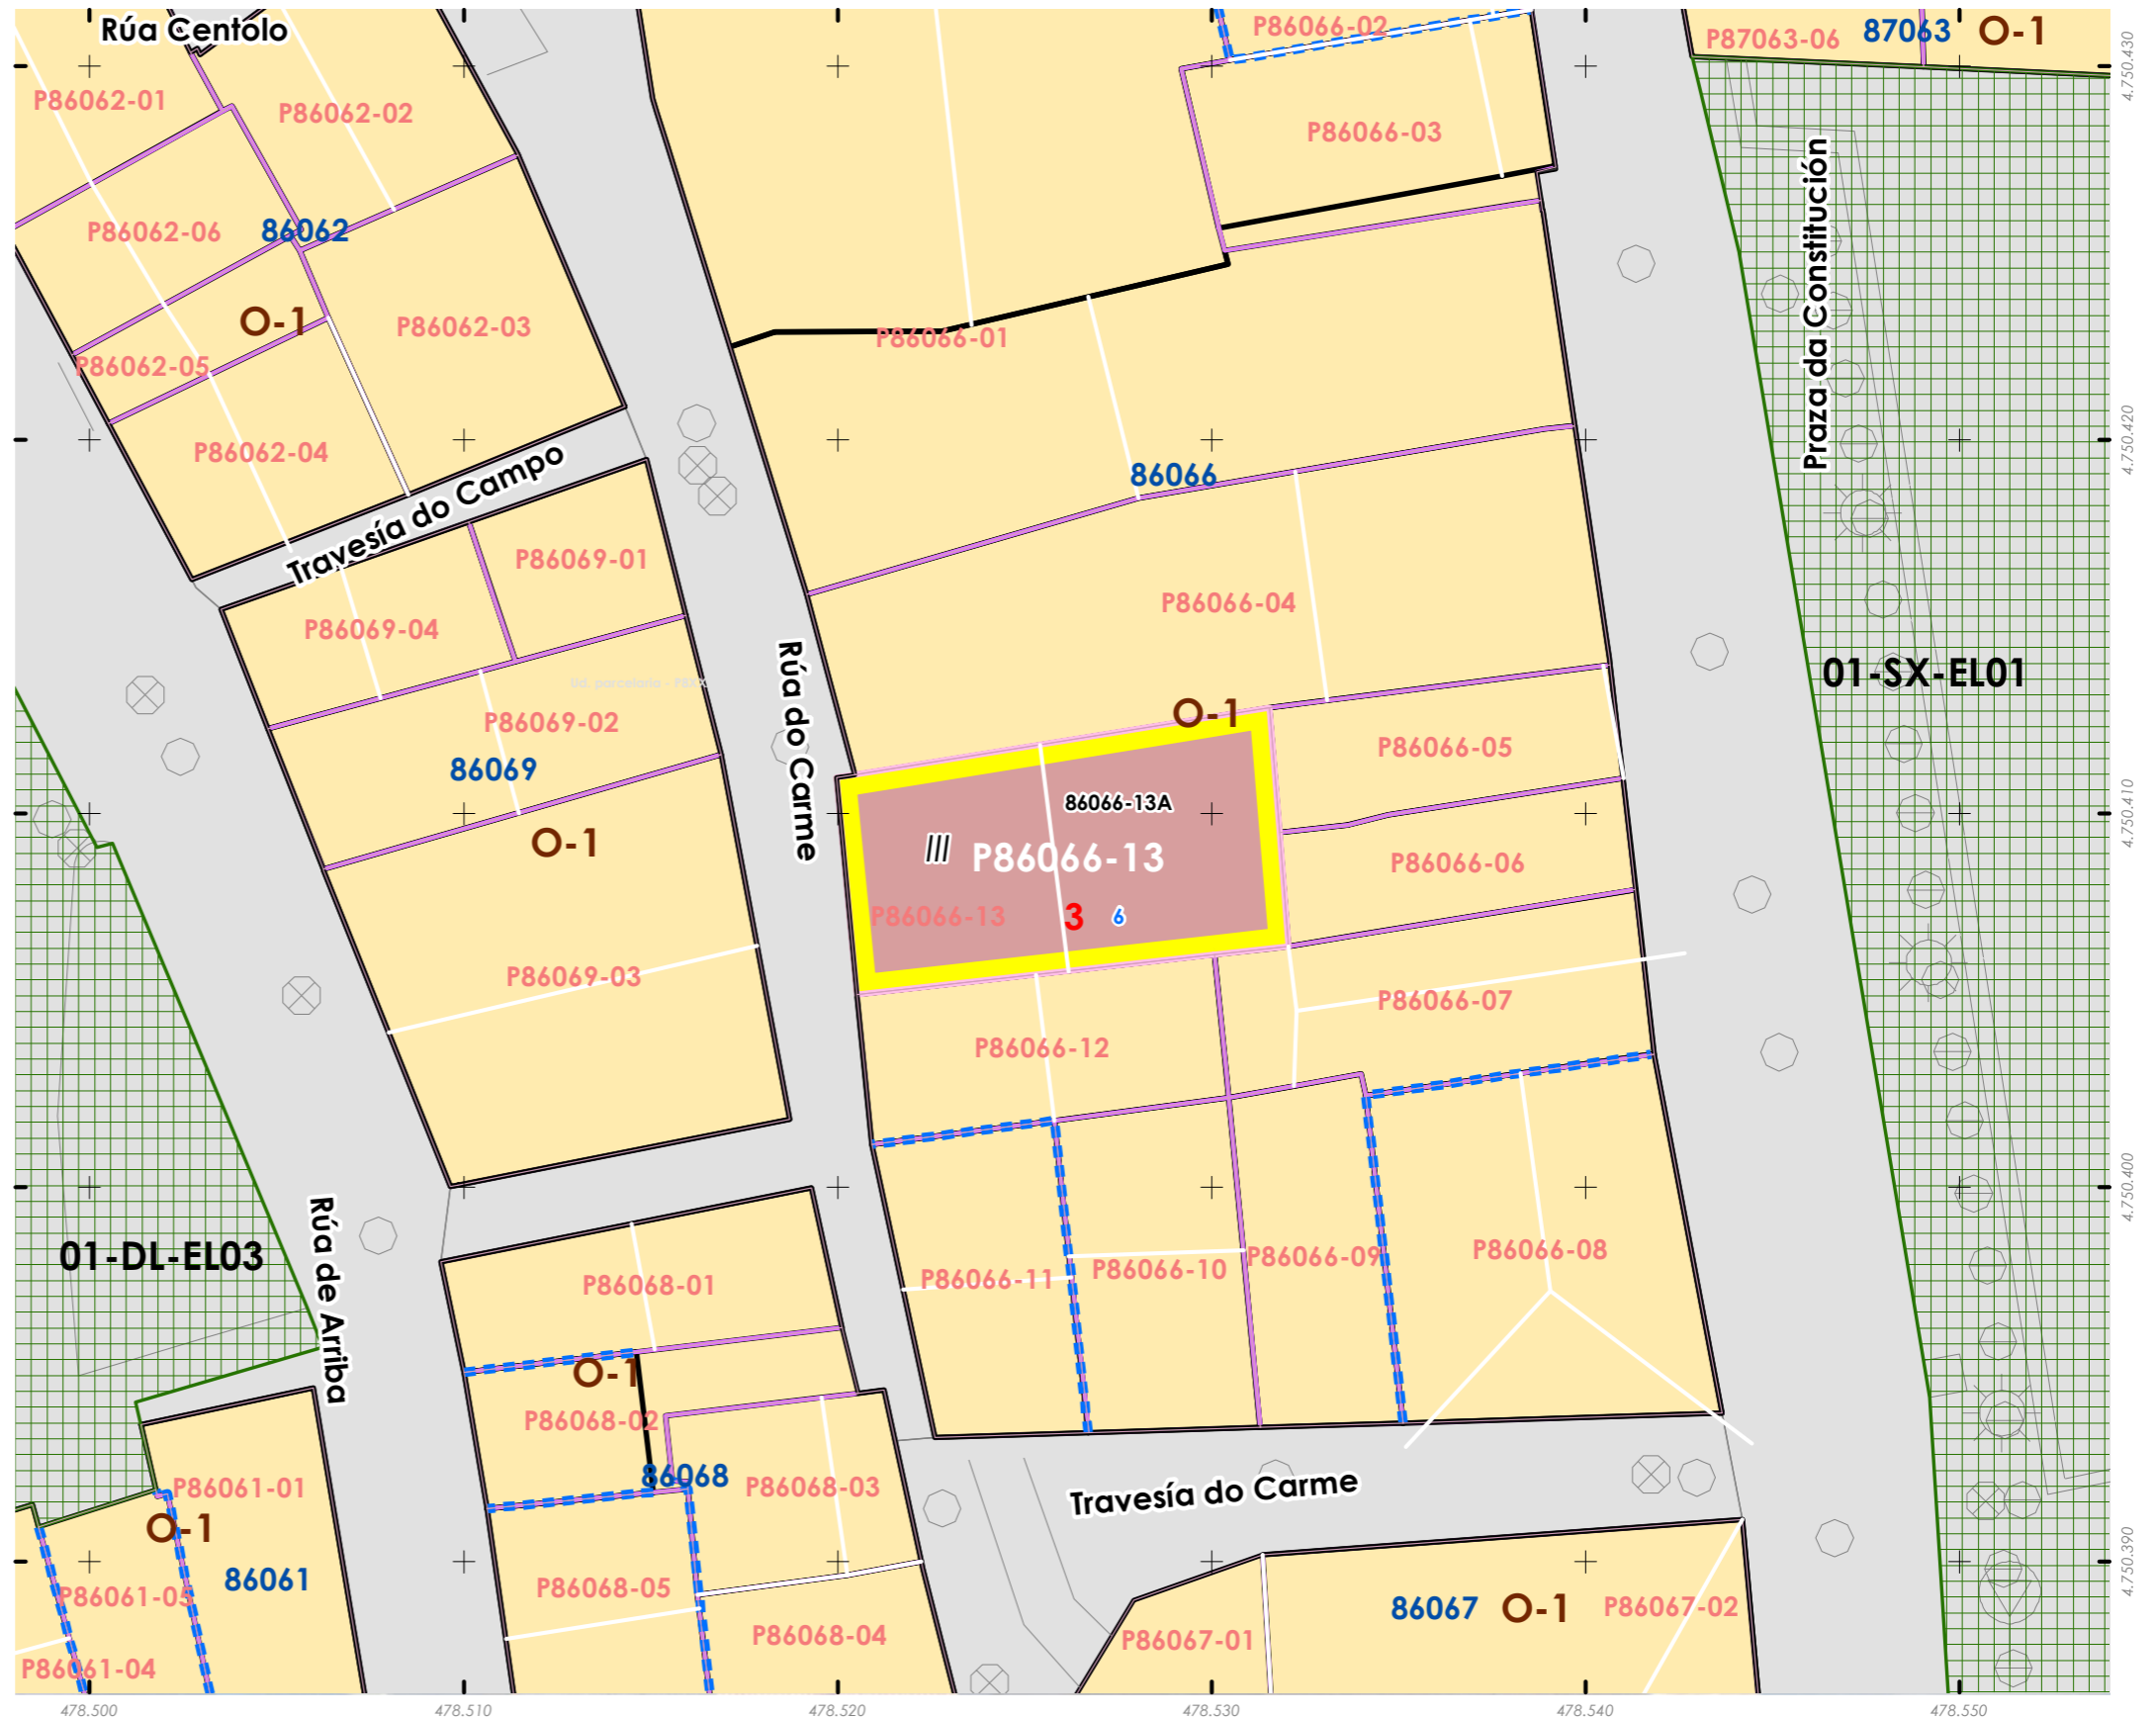 Rúa Centólo
P86066-02
P87063-06
87063
O-1
4.750.430
P86062-01
P86062-02
P86066-03
Praza da Constitución
P86062-06
86062
O-1
P86062-03
P86066-01
P86062-05
P86062-04
4.750.420
Travesía do Campo
86066
P86069-01
P86069-04
P86066-04
Rúa do Carme
01-SX-EL01
P86069-02
O-1
P86066-05
86069
86066-13A
4.750.410
O-1
III
P86066-13
P86066-06
P86066-13
3
6
P86069-03
P86066-07
P86066-12
4.750.400
01-DL-EL03
Rúa de Arriba
P86066-09
P86066-08
P86066-10
P86066-11
P86068-01
O-1
P86068-02
86068
P86068-03
P86061-01
Travesía do Carme
O-1
86061
P86061-05
P86068-05
4.750.390
86067
O-1
P86067-02
P86068-04
P86067-01
P86061-04
478.500
478.510
478.520
478.530
478.540
478.550